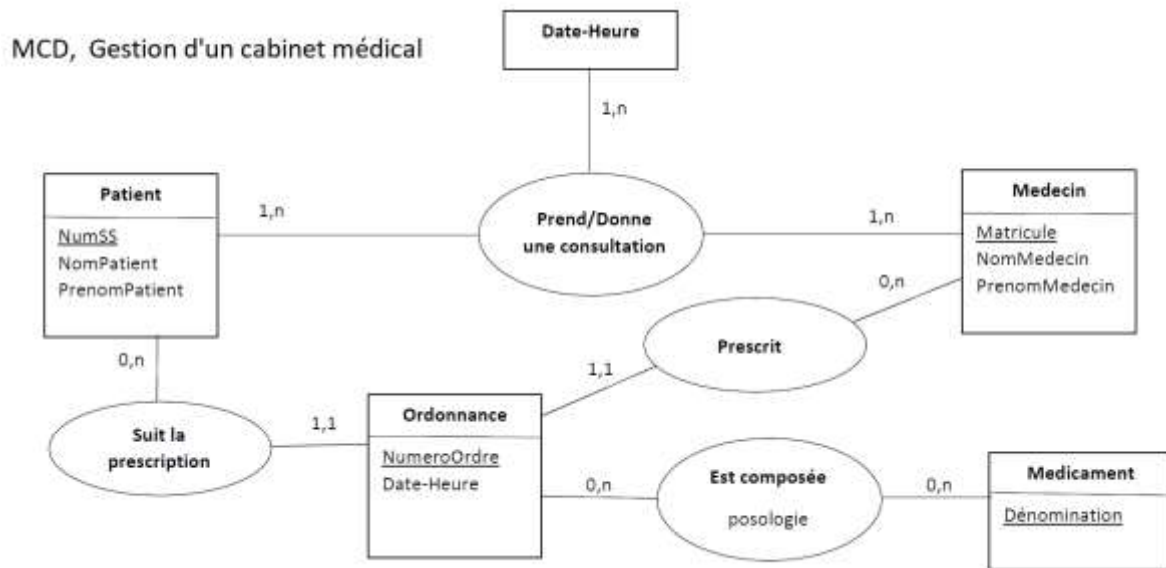 MCD, Gestion d'un cabinet médical
Date-Heure
1,n
Patient
NumSS
NomPatient
PrenomPatient
1,n
Prend/Donne
une consultation
1,n
Medecin
Matricule
NomMedecin
PrenomMedecin
0,n
Prescrit
0,n
1,1
Suit la
prescription
1,1
Ordonnance
NumeroOrdre
Date-Heure
0,n
Est composée
posologie
0,n
Medicament
Dénomination